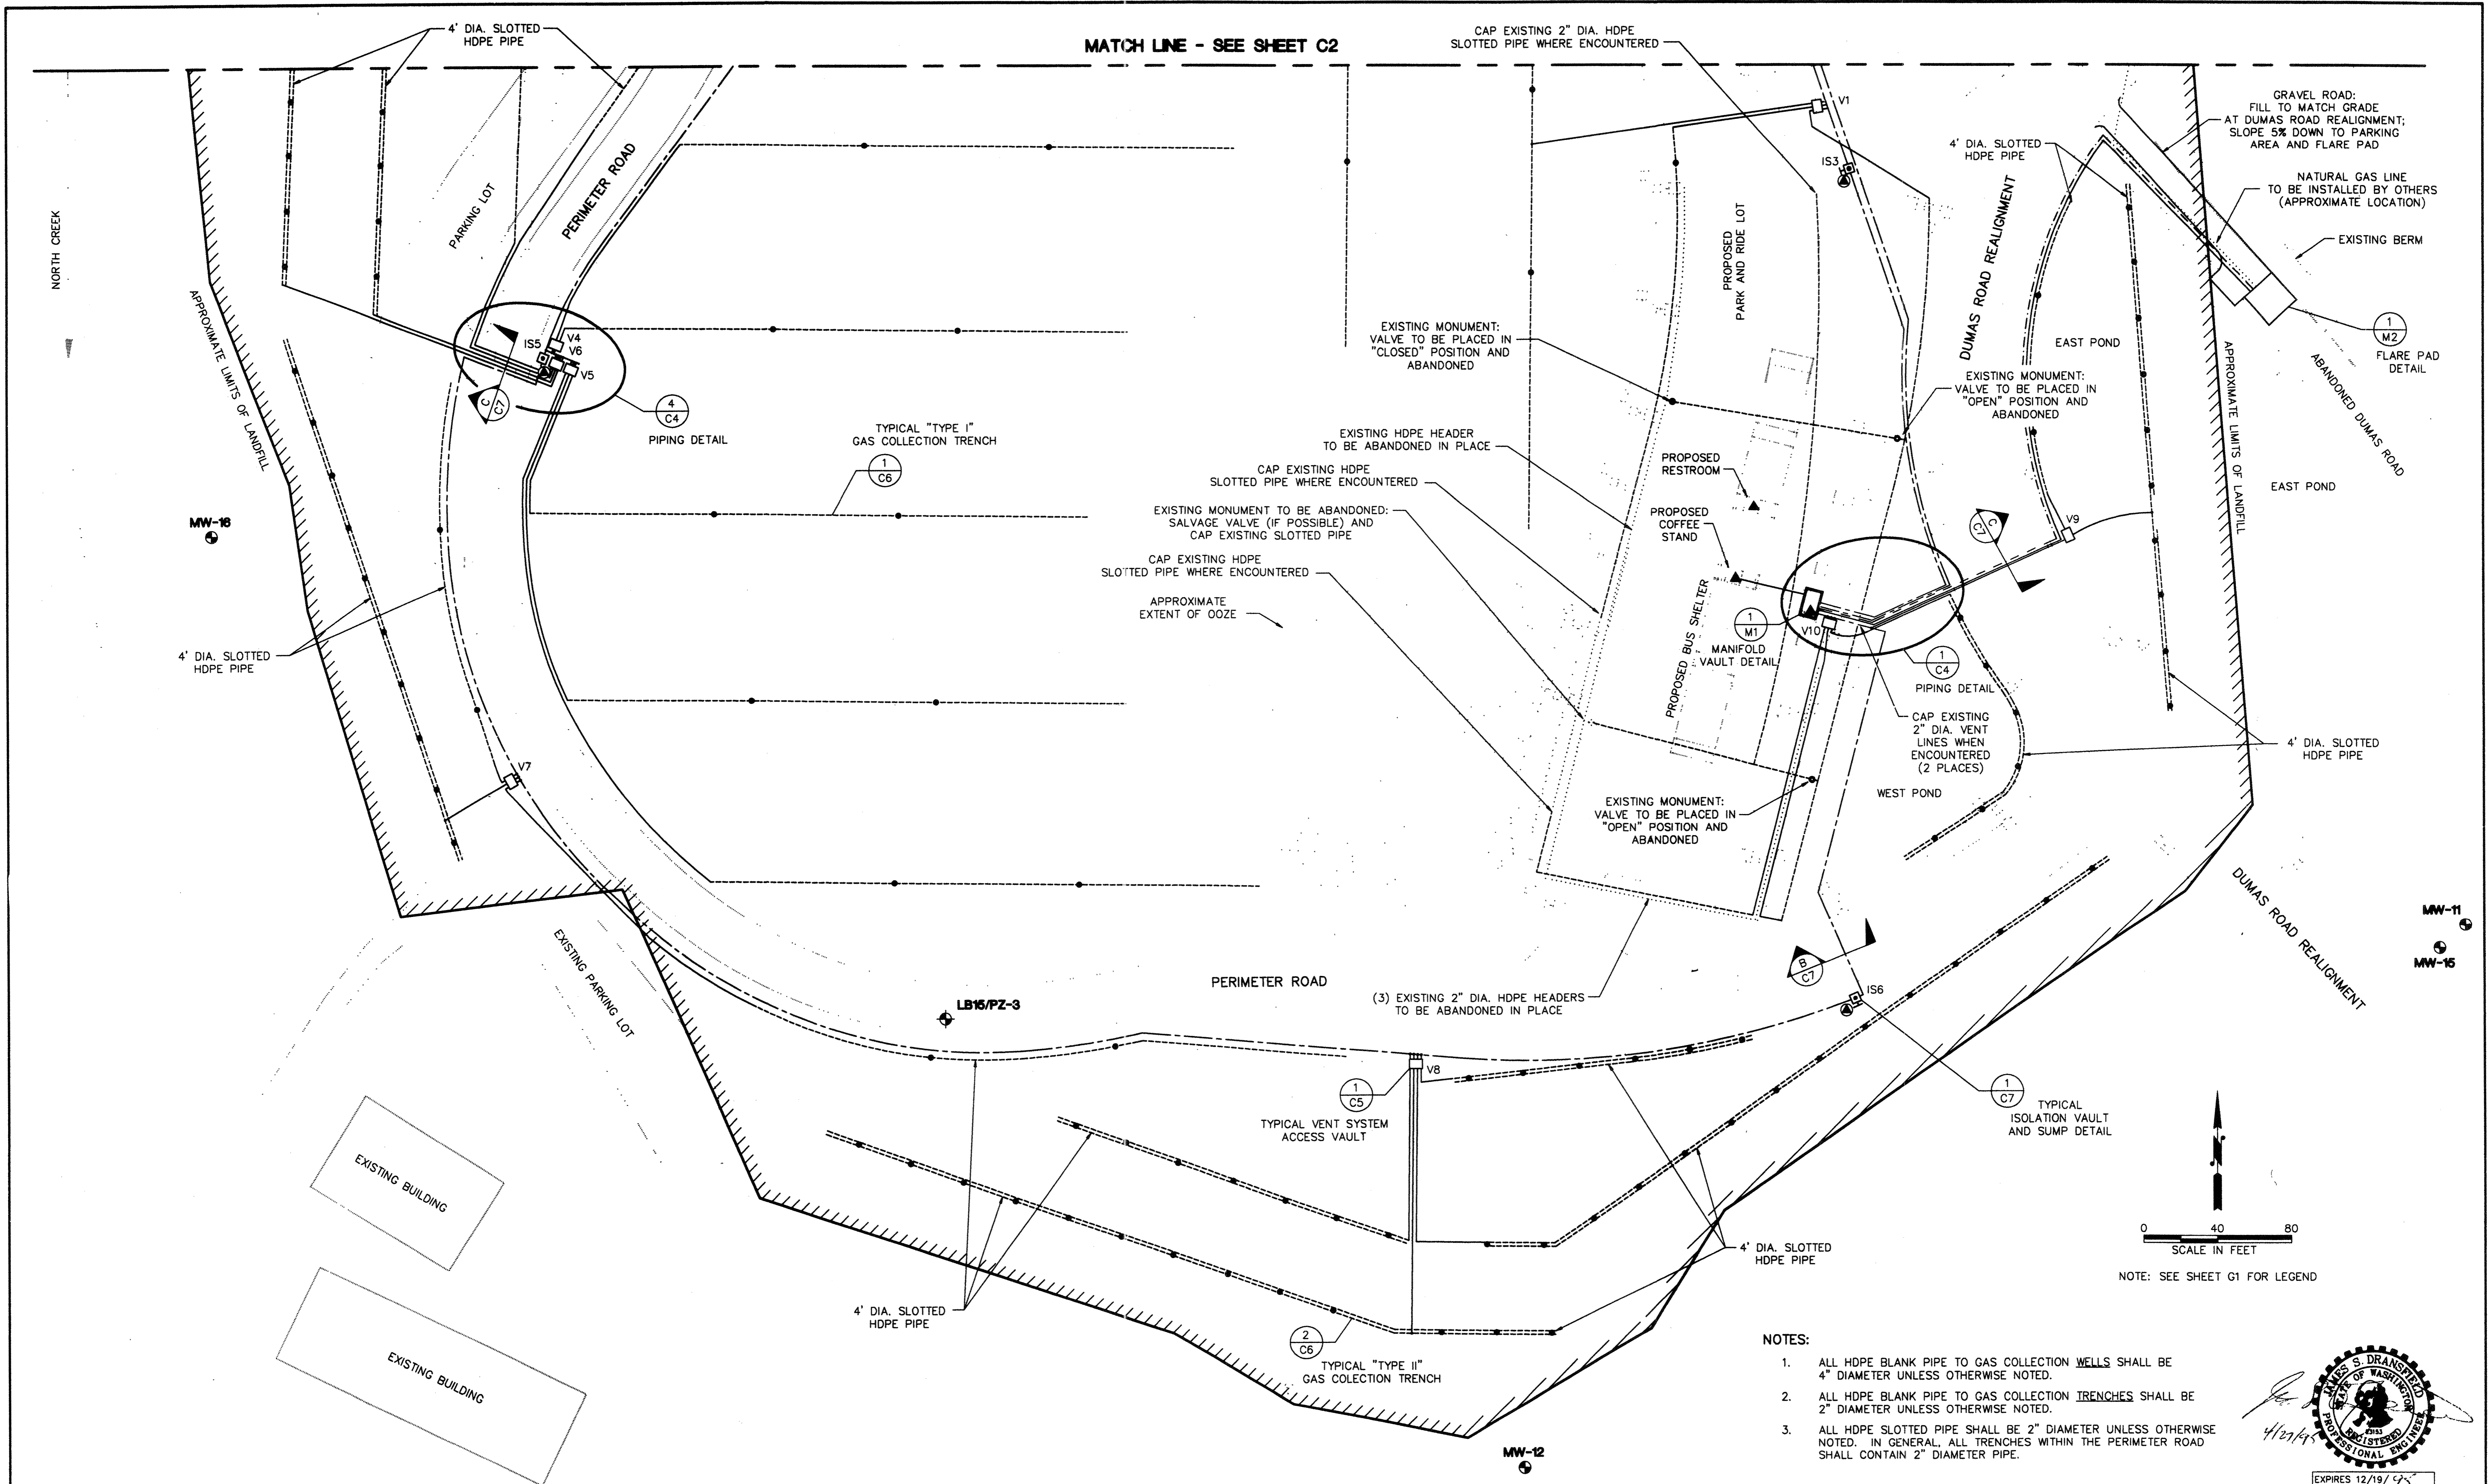 4' DIA. SLOTTED
HDPE PIPE
MATCH LINE - SEE SHEET C2
CAP EXISTING 2" DIA. HDPE
SLOTTED PIPE WHERE ENCOUNTERED
V1
GRAVEL ROAD:
FILL TO MATCH GRADE
AT DUMAS ROAD REALIGNMENT;
SLOPE 5% DOWN TO PARKING
AREA AND FLARE PAD
4' DIA. SLOTTED
HDPE PIPE
IS3
NATURAL GAS LINE
TO BE INSTALLED BY OTHERS
(APPROXIMATE LOCATION)
EXISTING BERM
NORTH CREEK
PARKING LOT
PERIMETER ROAD
PROPOSED
PARK AND RIDE LOT
DUMAS ROAD REALIGNMENT
APPROXIMATE LIMITS OF LANDFILL
IS5
V4
V6
V5
C
C7
4
C4
PIPING DETAIL
EXISTING MONUMENT:
VALVE TO BE PLACED IN
"CLOSED" POSITION AND
ABANDONED
EAST POND
1
M2
FLARE PAD
DETAIL
ABANDONED DUMAS ROAD
APPROXIMATE LIMITS OF LANDFILL
EXISTING MONUMENT:
VALVE TO BE PLACED IN
"OPEN" POSITION AND
ABANDONED
TYPICAL "TYPE I"
GAS COLLECTION TRENCH
1
C6
EXISTING HDPE HEADER
TO BE ABANDONED IN PLACE
CAP EXISTING HDPE
SLOTTED PIPE WHERE ENCOUNTERED
PROPOSED
RESTROOM
EAST POND
EXISTING MONUMENT TO BE ABANDONED:
SALVAGE VALVE (IF POSSIBLE) AND
CAP EXISTING SLOTTED PIPE
PROPOSED
COFFEE
STAND
C
C7
V9
MW-16
CAP EXISTING HDPE
SLOTTED PIPE WHERE ENCOUNTERED
APPROXIMATE
EXTENT OF OOZE
PROPOSED BUS SHELTER
1
M1
MANIFOLD
VAULT DETAIL
V10
1
C4
PIPING DETAIL
4' DIA. SLOTTED
HDPE PIPE
CAP EXISTING
2" DIA. VENT
LINES WHEN
ENCOUNTERED
(2 PLACES)
4' DIA. SLOTTED
HDPE PIPE
V7
WEST POND
EXISTING MONUMENT:
VALVE TO BE PLACED IN
"OPEN" POSITION AND
ABANDONED
DUMAS ROAD REALIGNMENT
MW-11
MW-15
EXISTING PARKING LOT
PERIMETER ROAD
B
C7
LB15/PZ-3
(3) EXISTING 2" DIA. HDPE HEADERS
TO BE ABANDONED IN PLACE
IS6
V8
1
C5
TYPICAL VENT SYSTEM
ACCESS VAULT
1
C7
TYPICAL
ISOLATION VAULT
AND SUMP DETAIL
EXISTING BUILDING
N
0 40 80
SCALE IN FEET
NOTE: SEE SHEET G1 FOR LEGEND
4' DIA. SLOTTED
HDPE PIPE
4' DIA. SLOTTED
HDPE PIPE
2
C6
TYPICAL "TYPE II"
GAS COLECTION TRENCH
EXISTING BUILDING
MW-12
NOTES:
1. ALL HDPE BLANK PIPE TO GAS COLLECTION WELLS SHALL BE
4" DIAMETER UNLESS OTHERWISE NOTED.
2. ALL HDPE BLANK PIPE TO GAS COLLECTION TRENCHES SHALL BE
2" DIAMETER UNLESS OTHERWISE NOTED.
3. ALL HDPE SLOTTED PIPE SHALL BE 2" DIAMETER UNLESS OTHERWISE
NOTED. IN GENERAL, ALL TRENCHES WITHIN THE PERIMETER ROAD
SHALL CONTAIN 2" DIAMETER PIPE.
JAMES S. DRANSFIELD
STATE OF WASHINGTON
REGISTERED
PROFESSIONAL ENGINEER
4/27/95
EXPIRES 12/19/95